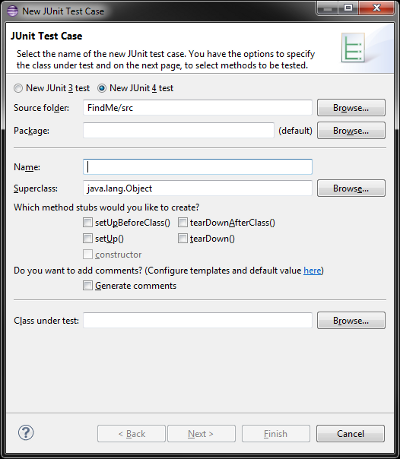 New JUnit Test Case
JUnit Test Case
Select the name of the new JUnit test case. You have the options to specify
the class under test and on the next page, to select methods to be tested.
New JUnit 3 test New JUnit 4 test
Source folder: FindMe/src Browse...
Package: (default) Browse...
Name:
Superclass: java.lang.Object Browse...
Which method stubs would you like to create?
setUpBeforeClass() tearDownAfterClass()
setUp() tearDown()
constructor
Do you want to add comments? (Configure templates and default value here)
Generate comments
Class under test: Browse...
? < Back Next > Finish Cancel